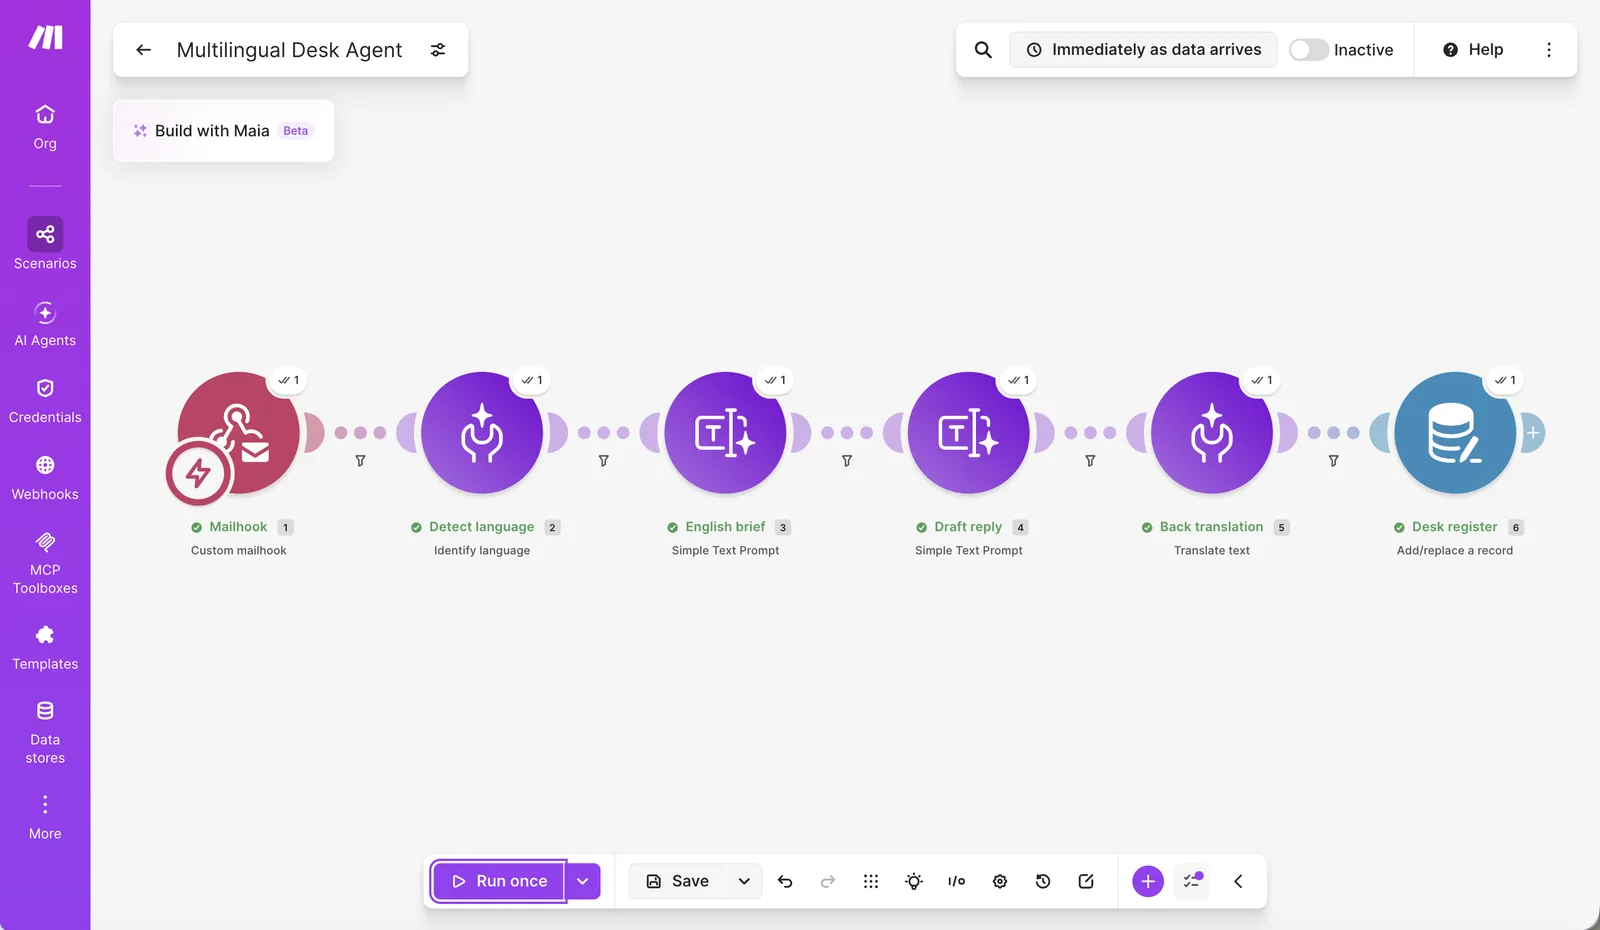 Multilingual Desk Agent
Immediately as data arrives
Inactive
Help
Build with Maia Beta
Org
Scenarios
AI Agents
Credentials
Webhooks
MCP
Toolboxes
Templates
Data
stores
More
1
1
1
1
1
1
T
T
Mailhook 1
Custom mailhook
Detect language 2
Identify language
English brief 3
Simple Text Prompt
Draft reply 4
Simple Text Prompt
Back translation 5
Translate text
Desk register 6
Add/replace a record
Run once
Save
I/O